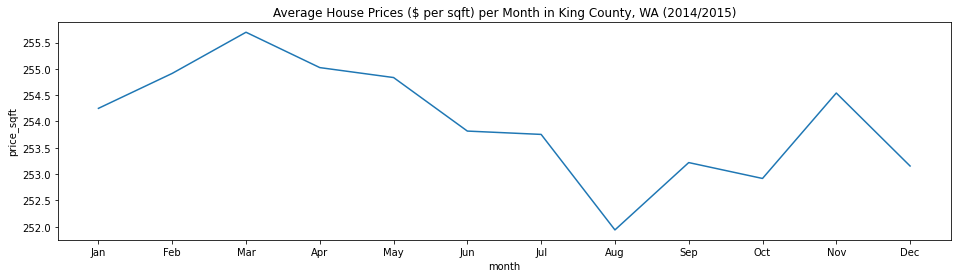 Average House Prices ($ per sqft) per Month in King County, WA (2014/2015)
255.5
255.0
254.5
254.0
253.5
253.0
252.5
252.0
price_sqft
Jan Feb Mar Apr May Jun Jul Aug Sep Oct Nov Dec
month